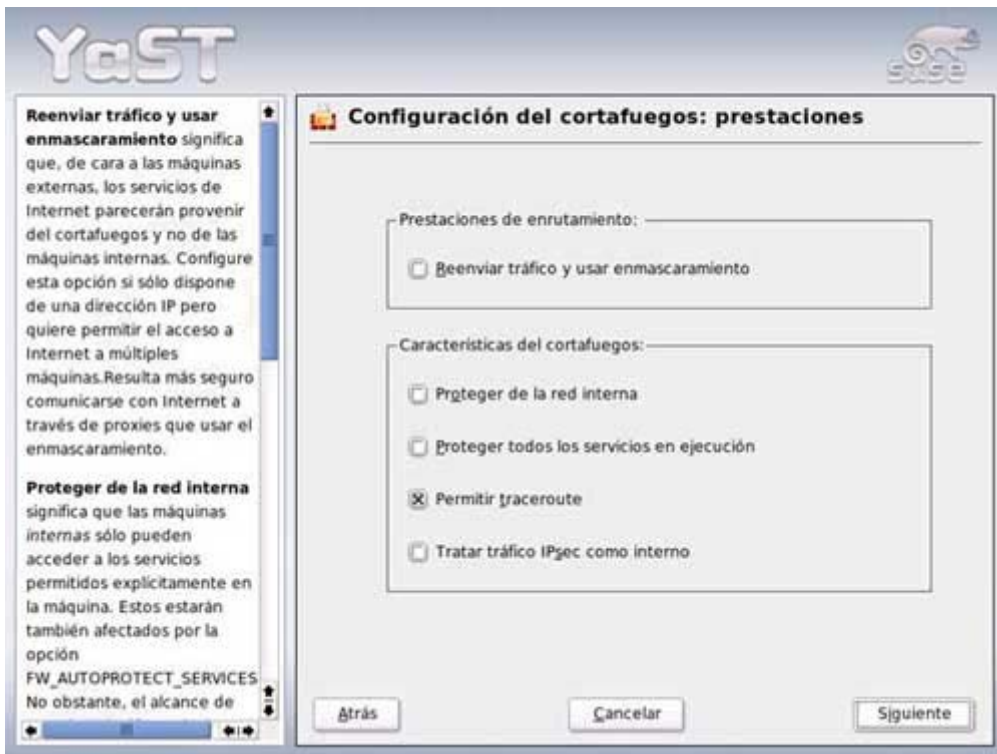 YaST
suse
Reenviar tráfico y usar
enmascaramiento significa
que, de cara a las máquinas
externas, los servicios de
Internet parecerán provenir
del cortafuegos y no de las
máquinas internas. Configure
esta opción si sólo dispone
de una dirección IP pero
quiere permitir el acceso a
Internet a múltiples
máquinas.Resulta más seguro
comunicarse con Internet a
través de proxies que usar el
enmascaramiento.
Proteger de la red interna
significa que las máquinas
internas sólo pueden
acceder a los servicios
permitidos explícitamente en
la máquina. Estos estarán
también afectados por la
opción
FW_AUTOPROTECT_SERVICES
No obstante, el alcance de
Configuración del cortafuegos: prestaciones
Prestaciones de enrutamiento:
Reenviar tráfico y usar enmascaramiento
Características del cortafuegos:
Proteger de la red interna
Proteger todos los servicios en ejecución
Permitir traceroute
Tratar tráfico IPsec como interno
Atrás
Cancelar
Siguiente